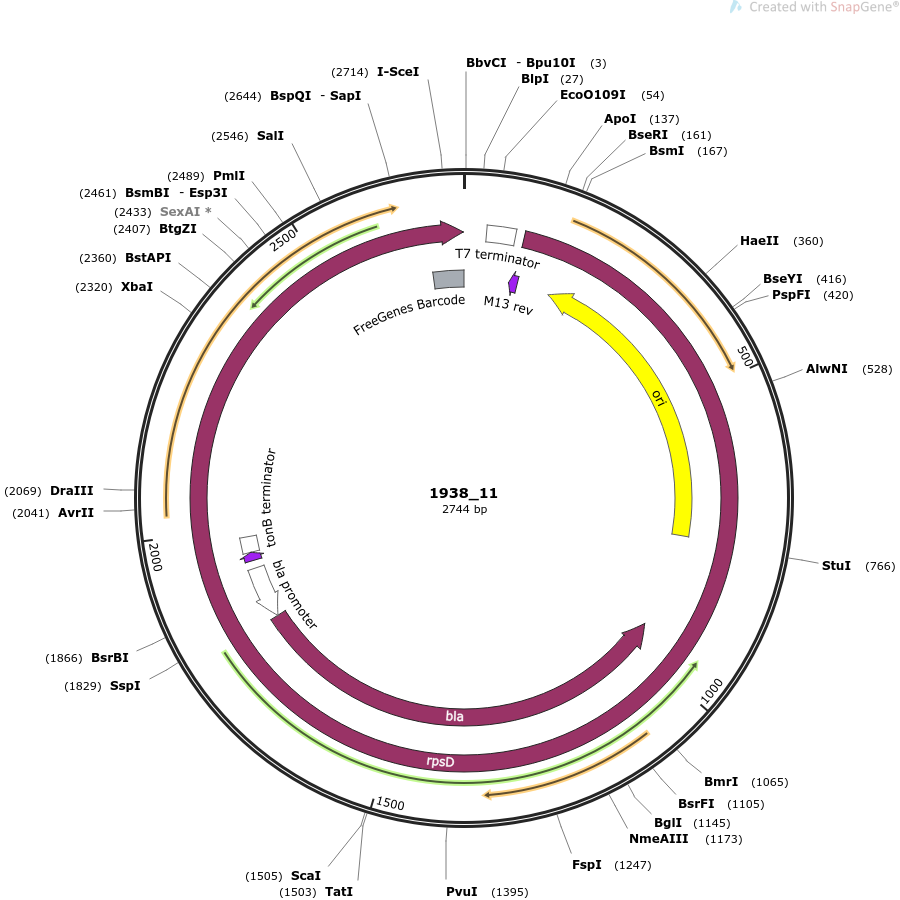 Created with SnapGene®
(2714) I-SceI
BbvCI - Bpu10I (3)
BlpI (27)
(2644) BspQI - SapI
EcoO109I (54)
ApoI (137)
(2546) SalI
BseRI (161)
BsmI (167)
(2489) PmlI
(2461) BsmBI - Esp3I
(2433) SexAI *
(2407) BtgZI
2500
HaeII (360)
(2360) BstAPI
T7 terminator
BseYI (416)
(2320) XbaI
PspFI (420)
FreeGenes Barcode
M13 rev
500
AlwNI (528)
ori
1938_11
2744 bp
(2069) DraIII
(2041) AvrII
tonB terminator
2000
StuI (766)
bla promoter
(1866) BsrBI
(1829) SspI
1000
bla
rpsD
BmrI (1065)
1500
BsrFI (1105)
BglI (1145)
NmeAIII (1173)
FspI (1247)
(1505) ScaI
(1503) TatI
PvuI (1395)